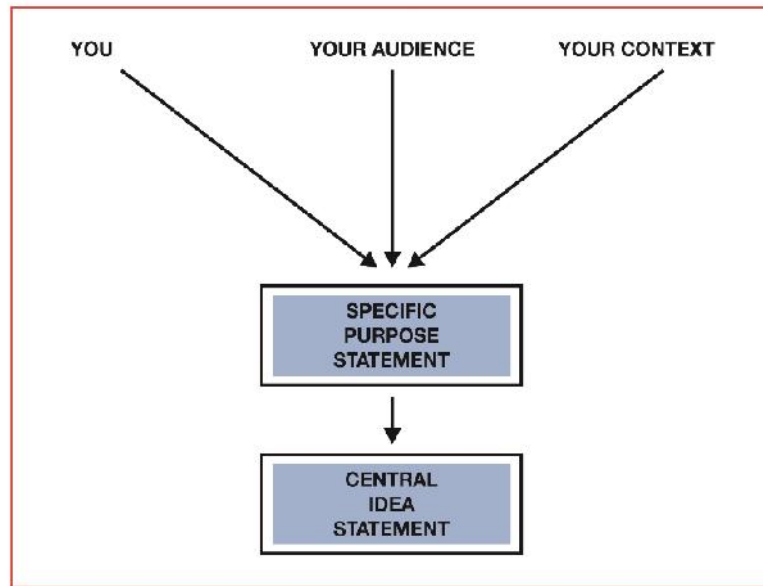 YOU
YOUR AUDIENCE
YOUR CONTEXT
SPECIFIC
PURPOSE
STATEMENT
CENTRAL
IDEA
STATEMENT